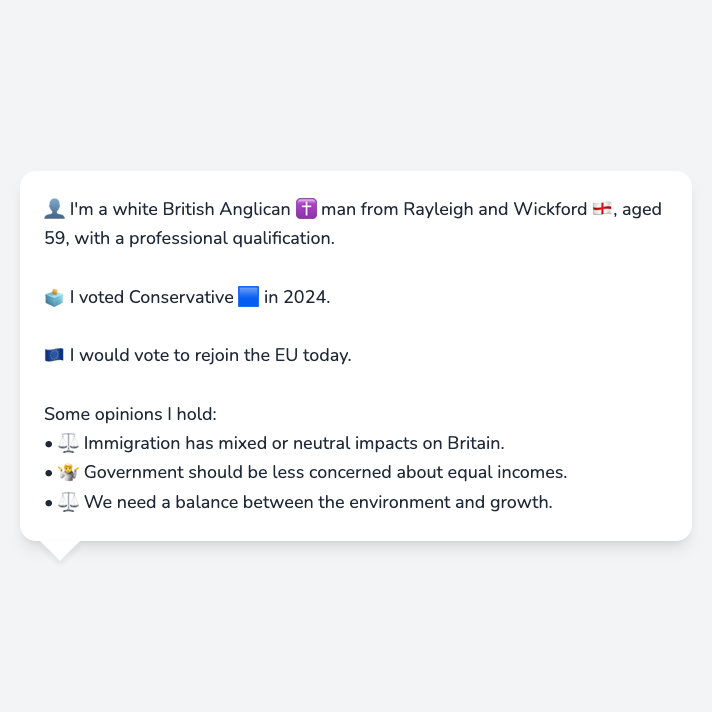 👤 I'm a white British Anglican ✝️ man from Rayleigh and Wickford 🏴󠁧󠁢󠁥󠁮󠁧󠁿, aged
59, with a professional qualification.
🗳️ I voted Conservative 🟦 in 2024.
🇪🇺 I would vote to rejoin the EU today.
Some opinions I hold:
• ⚖️ Immigration has mixed or neutral impacts on Britain.
• 🤷 Government should be less concerned about equal incomes.
• ⚖️ We need a balance between the environment and growth.